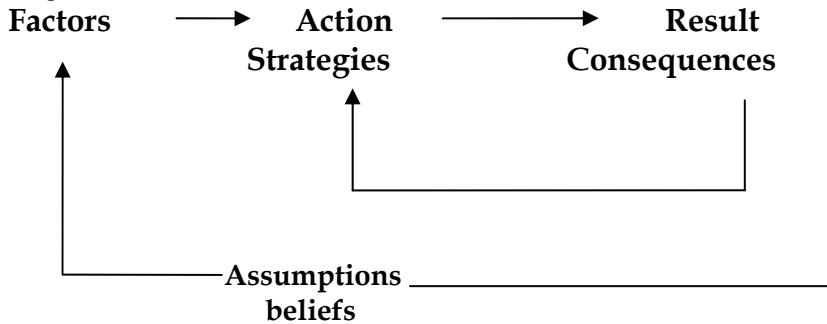 Factors Action Result
Strategies Consequences
Assumptions
beliefs